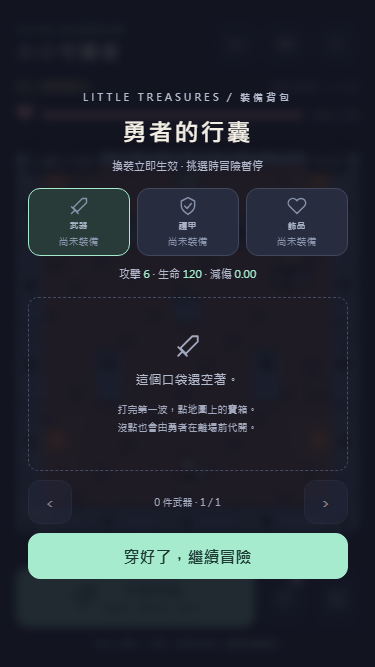 LITTLE TREASURES / 裝備背包
勇者的行囊
換裝立即生效 · 挑選時冒險暫停
武器
尚未裝備
護甲
尚未裝備
飾品
尚未裝備
攻擊 6 · 生命 120 · 減傷 0.00
這個口袋還空著。
打完第一波，點地圖上的寶箱。
沒點也會由勇者在離場前代開。
‹
0 件武器 · 1 / 1
›
穿好了，繼續冒險